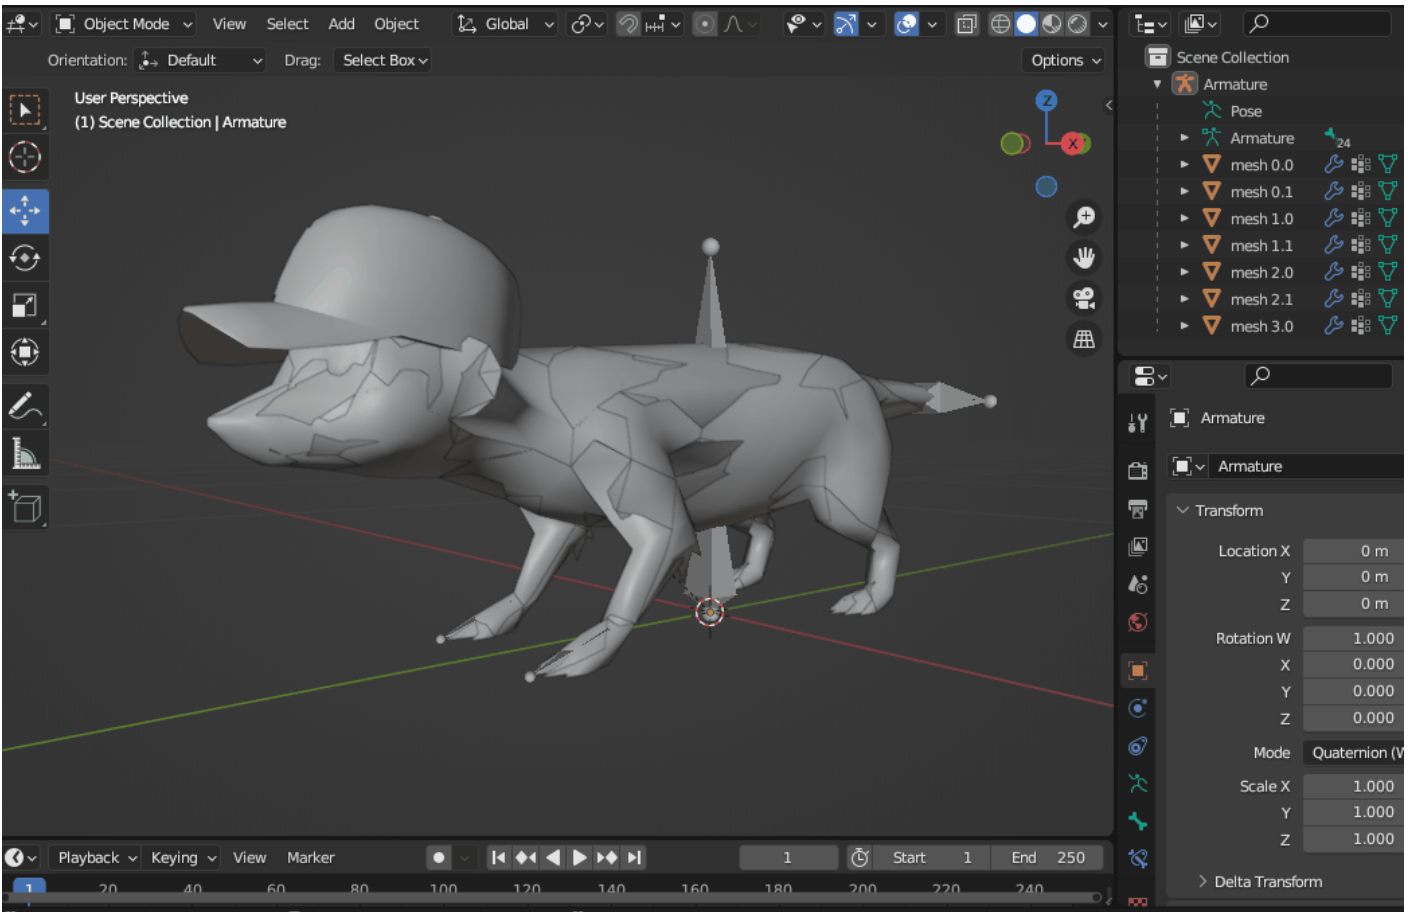 Object Mode View Select Add Object Global
Orientation: Default Drag: Select Box Options
User Perspective
(1) Scene Collection | Armature
Z
X
Scene Collection
Armature
Pose
Armature 24
mesh 0.0
mesh 0.1
mesh 1.0
mesh 1.1
mesh 2.0
mesh 2.1
mesh 3.0
Armature
Armature
Transform
Location X 0 m
Y 0 m
Z 0 m
Rotation W 1.000
X 0.000
Y 0.000
Z 0.000
Mode Quaternion (W
Scale X 1.000
Y 1.000
Z 1.000
Delta Transform
Playback Keying View Marker 1 Start 1 End 250
1 20 40 60 80 100 120 140 160 180 200 220 240